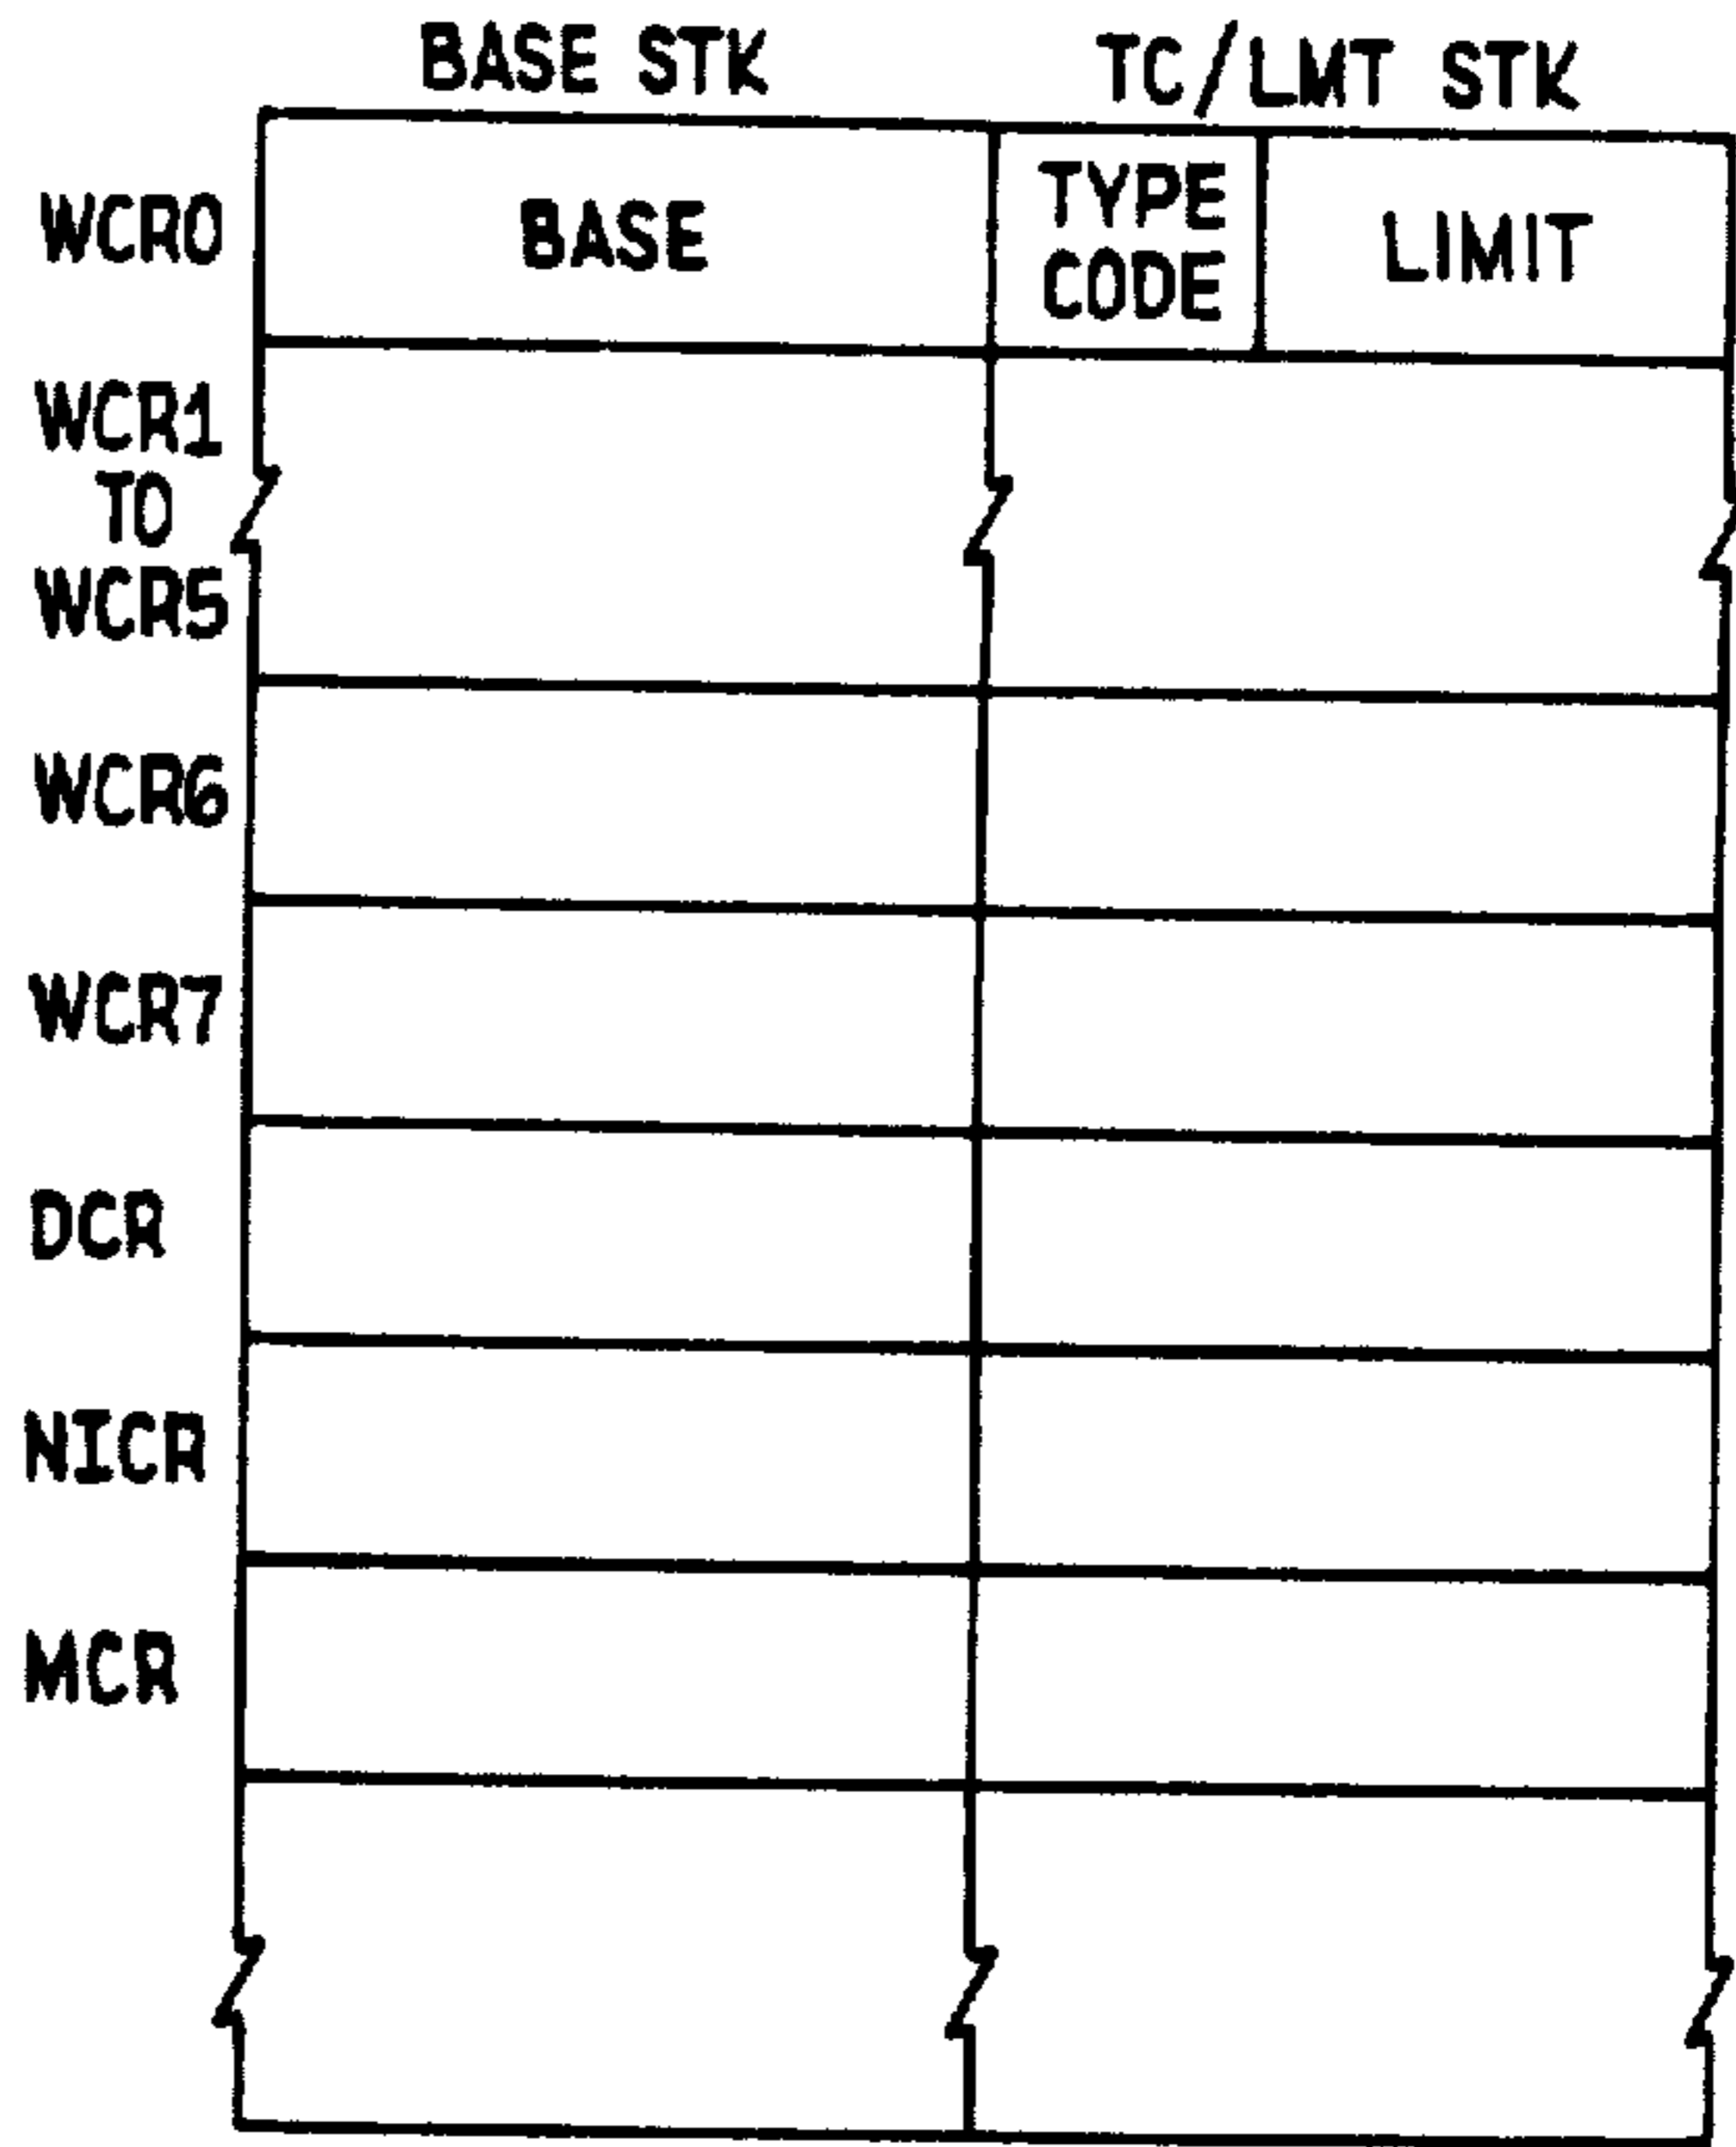 BASE STK TC/LMT STK
WCR0 BASE TYPE CODE LIMIT
WCR1
TO
WCR5
WCR6
WCR7
DCR
NICR
MCR